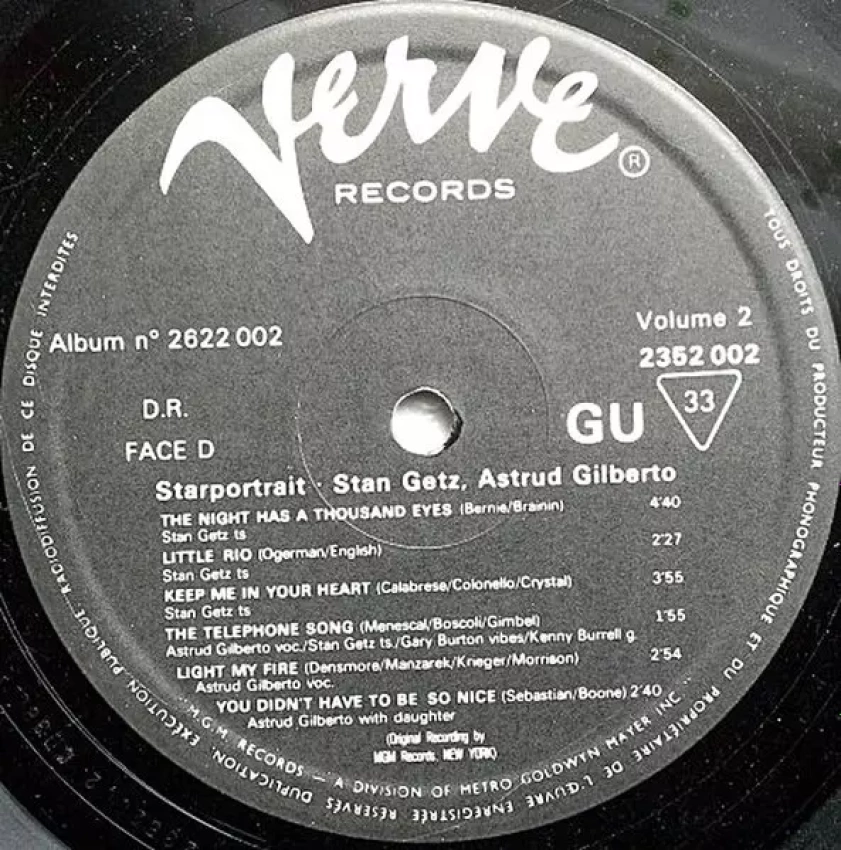 Verve
RECORDS ®
Album nº 2622 002
Volume 2
2352 002
D.R.
GU
33
FACE D
Starportrait · Stan Getz, Astrud Gilberto
THE NIGHT HAS A THOUSAND EYES (Bernie/Brainin) 4'40
Stan Getz ts
LITTLE RIO (Ogerman/English) 2'27
Stan Getz ts
KEEP ME IN YOUR HEART (Calabrese/Colonello/Crystal) 3'55
Stan Getz ts
THE TELEPHONE SONG (Menescal/Boscoli/Gimbel) 1'55
Astrud Gilberto voc./Stan Getz ts./Gary Burton vibes/Kenny Burrell g.
LIGHT MY FIRE (Densmore/Manzarek/Krieger/Morrison) 2'54
Astrud Gilberto voc.
YOU DIDN'T HAVE TO BE SO NICE (Sebastian/Boone) 2'40
Astrud Gilberto with daughter
(Original Recording by
MGM Records, NEW YORK)
"M.G.M. RECORDS — A DIVISION OF METRO GOLDWYN MAYER INC"
TOUS DROITS DU PRODUCTEUR PHONOGRAPHIQUE ET DU PROPRIÉTAIRE DE L'ŒUVRE ENREGISTRÉE RÉSERVÉS DUPLICATION, EXÉCUTION PUBLIQUE RADIODIFFUSION DE CE DISQUE INTERDITES